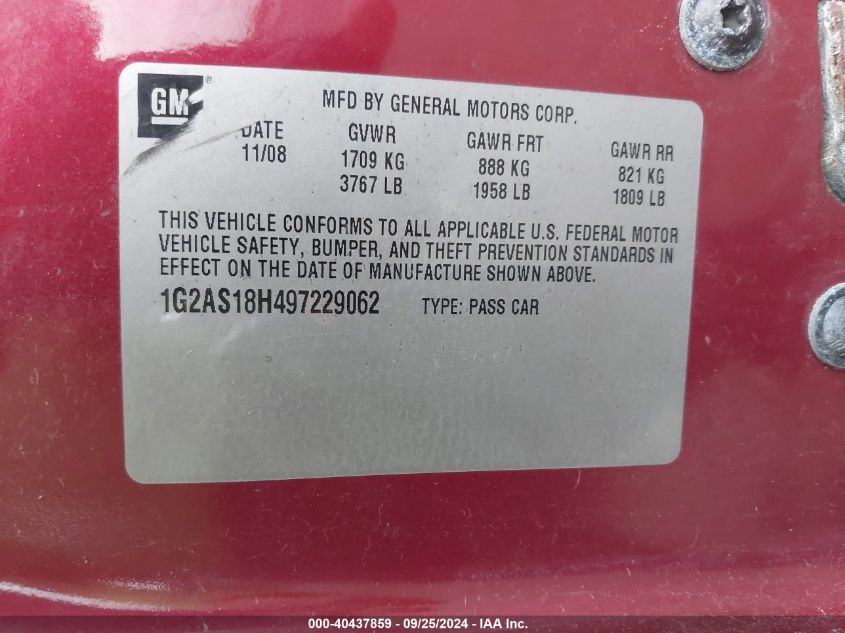 GM ®
MFD BY GENERAL MOTORS CORP.
DATE GVWR GAWR FRT GAWR RR
11/08 1709 KG 888 KG 821 KG
3767 LB 1958 LB 1809 LB
THIS VEHICLE CONFORMS TO ALL APPLICABLE U.S. FEDERAL MOTOR
VEHICLE SAFETY, BUMPER, AND THEFT PREVENTION STANDARDS IN
EFFECT ON THE DATE OF MANUFACTURE SHOWN ABOVE.
1G2AS18H497229062 TYPE: PASS CAR
000-40437859 - 09/25/2024 - IAA Inc.